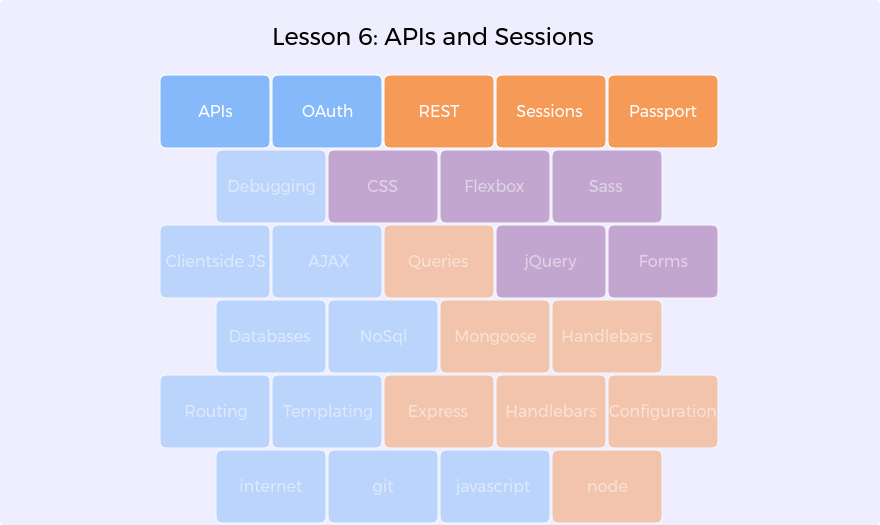 Lesson 6: APIs and Sessions
APIs OAuth REST Sessions Passport
Debugging CSS Flexbox Sass
Clientside JS AJAX Queries jQuery Forms
Databases NoSql Mongoose Handlebars
Routing Templating Express Handlebars Configuration
internet git javascript node